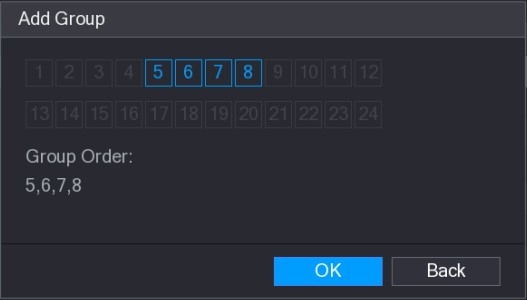 Add Group
1 2 3 4 5 6 7 8 9 10 11 12
13 14 15 16 17 18 19 20 21 22 23 24
Group Order:
5,6,7,8
OK Back